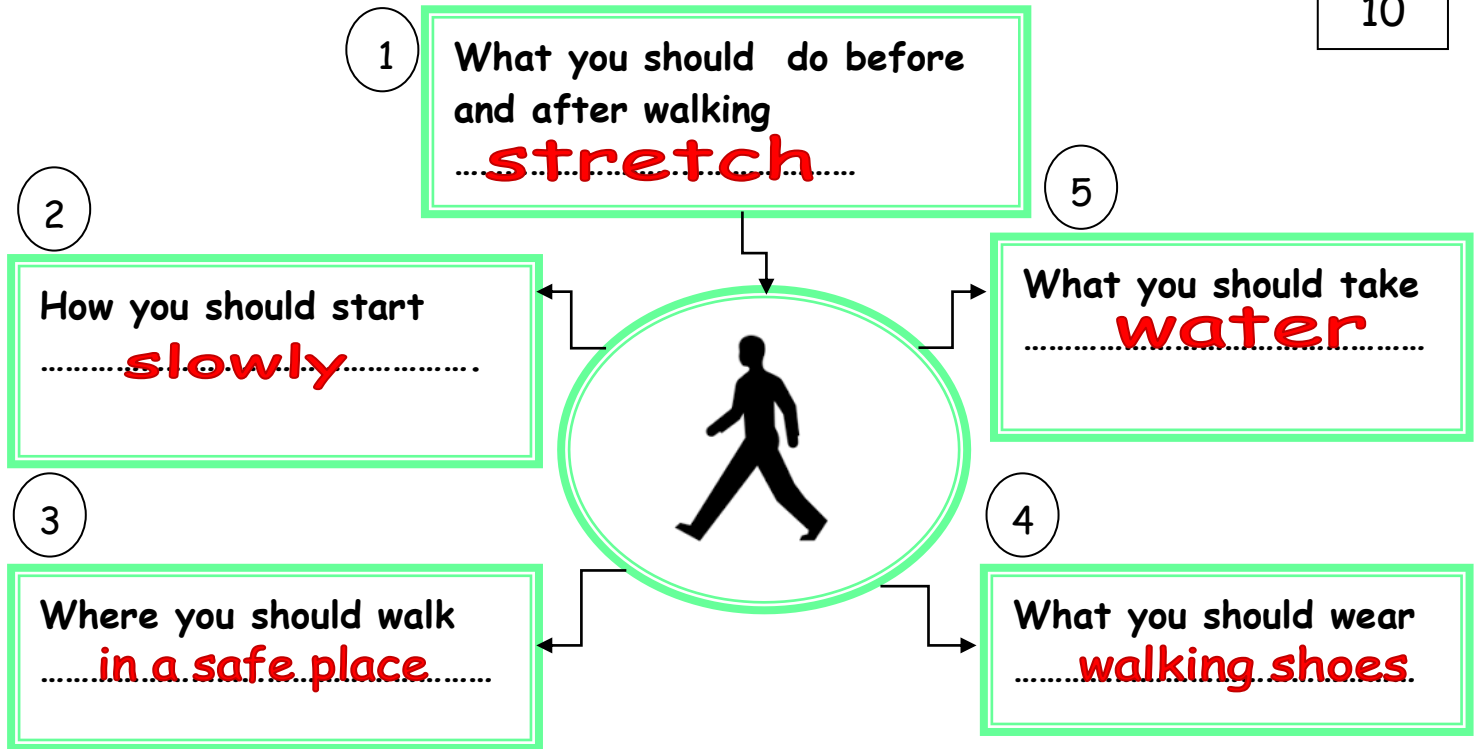 10
1
What you should do before
and after walking
stretch
2
How you should start
slowly
3
Where you should walk
in a safe place
4
What you should wear
walking shoes
5
What you should take
water